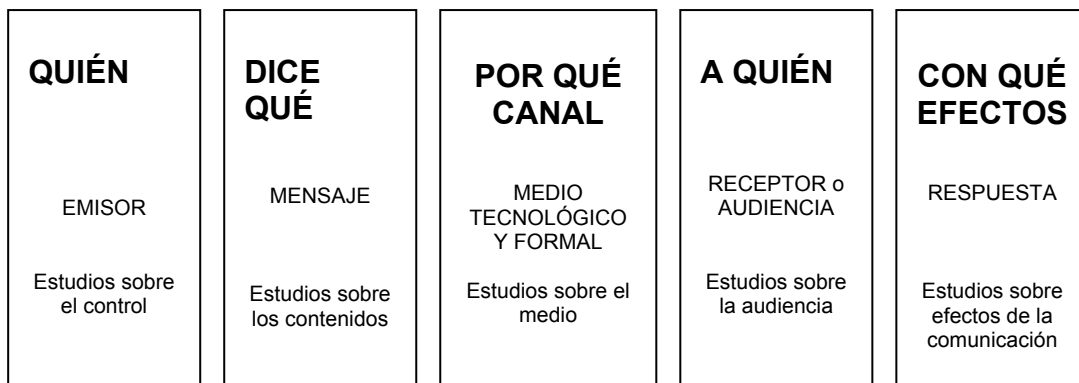 QUIÉN
EMISOR
Estudios sobre
el control
DICE
QUÉ
MENSAJE
Estudios sobre
los contenidos
POR QUÉ
CANAL
MEDIO
TECNOLÓGICO
Y FORMAL
Estudios sobre el
medio
A QUIÉN
RECEPTOR o
AUDIENCIA
Estudios sobre
la audiencia
CON QUÉ
EFECTOS
RESPUESTA
Estudios sobre
efectos de la
comunicación